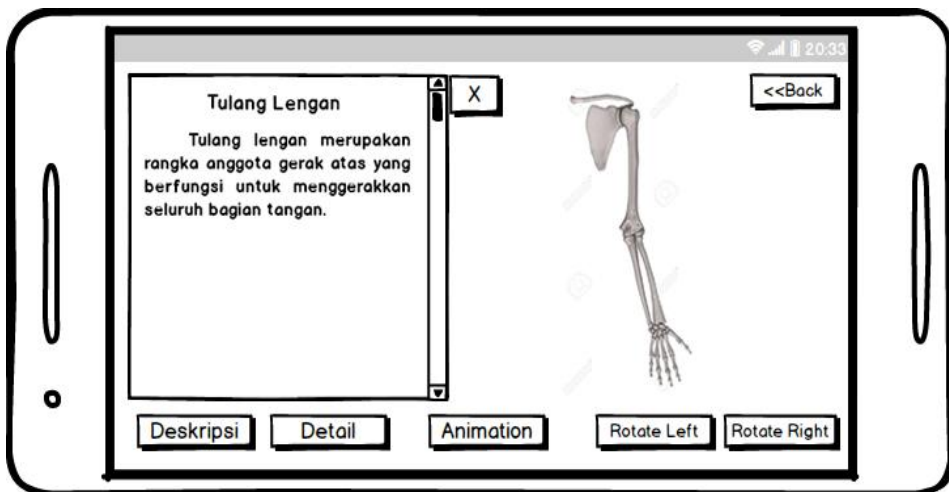 20:33
Tulang Lengan
X
<<Back
Tulang lengan merupakan
rangka anggota gerak atas yang
berfungsi untuk menggerakkan
seluruh bagian tangan.
Deskripsi
Detail
Animation
Rotate Left
Rotate Right